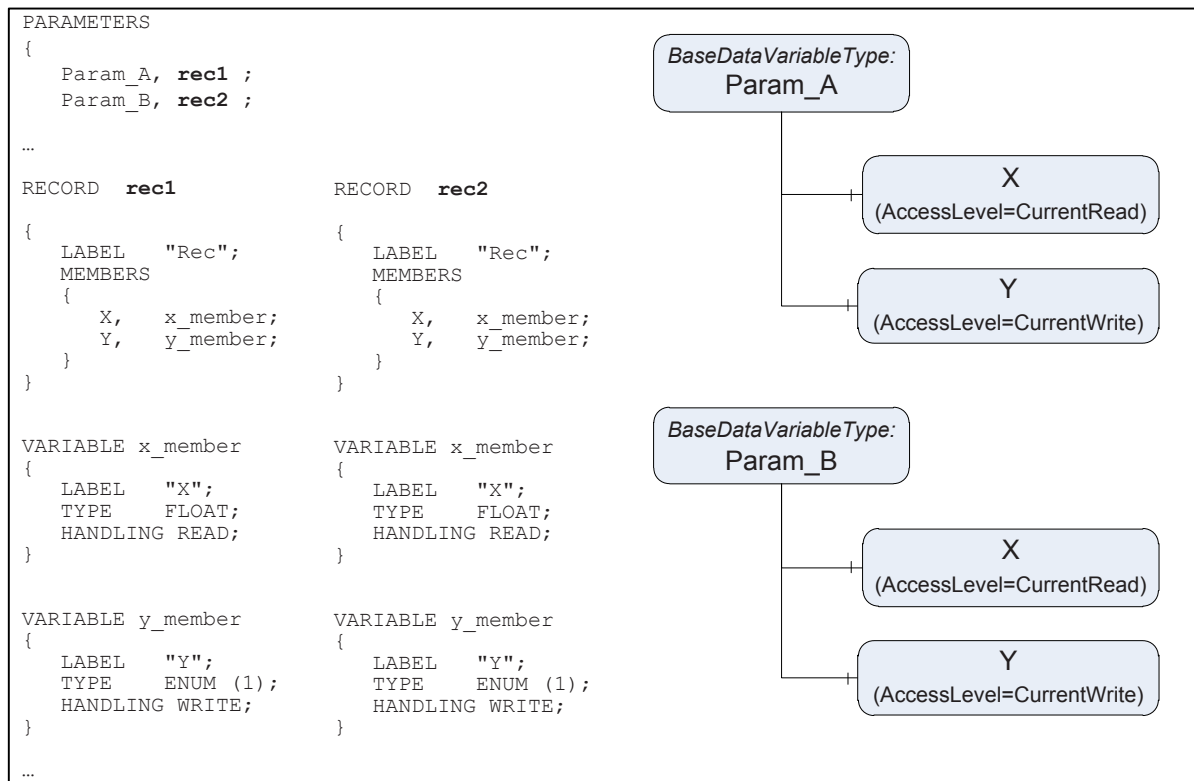 PARAMETERS
{
Param_A, rec1 ;
Param_B, rec2 ;
…
RECORD rec1
{
LABEL "Rec";
MEMBERS
{
X, x_member;
Y, y_member;
}
}
VARIABLE x_member
{
LABEL "X";
TYPE FLOAT;
HANDLING READ;
}
VARIABLE y_member
{
LABEL "Y";
TYPE ENUM (1);
HANDLING WRITE;
}
…
RECORD rec2
{
LABEL "Rec";
MEMBERS
{
X, x_member;
Y, y_member;
}
}
VARIABLE x_member
{
LABEL "X";
TYPE FLOAT;
HANDLING READ;
}
VARIABLE y_member
{
LABEL "Y";
TYPE ENUM (1);
HANDLING WRITE;
}
BaseDataVariableType:
Param_A
X
(AccessLevel=CurrentRead)
Y
(AccessLevel=CurrentWrite)
BaseDataVariableType:
Param_B
X
(AccessLevel=CurrentRead)
Y
(AccessLevel=CurrentWrite)